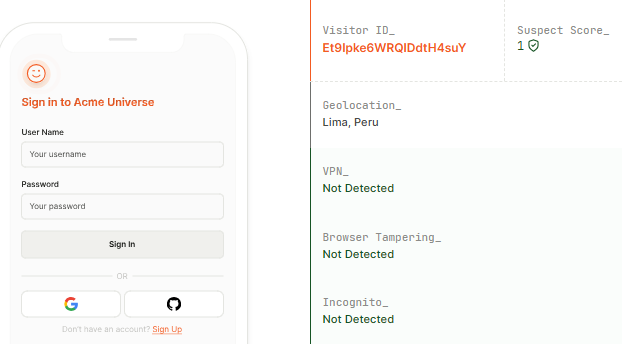 Sign in to Acme Universe
User Name
Your username
Password
Your password
Sign In
OR
Don't have an account? Sign Up
Visitor ID_
Et9Ipke6WRQIDdtH4suY
Suspect Score_
1
Geolocation_
Lima, Peru
VPN_
Not Detected
Browser Tampering_
Not Detected
Incognito_
Not Detected